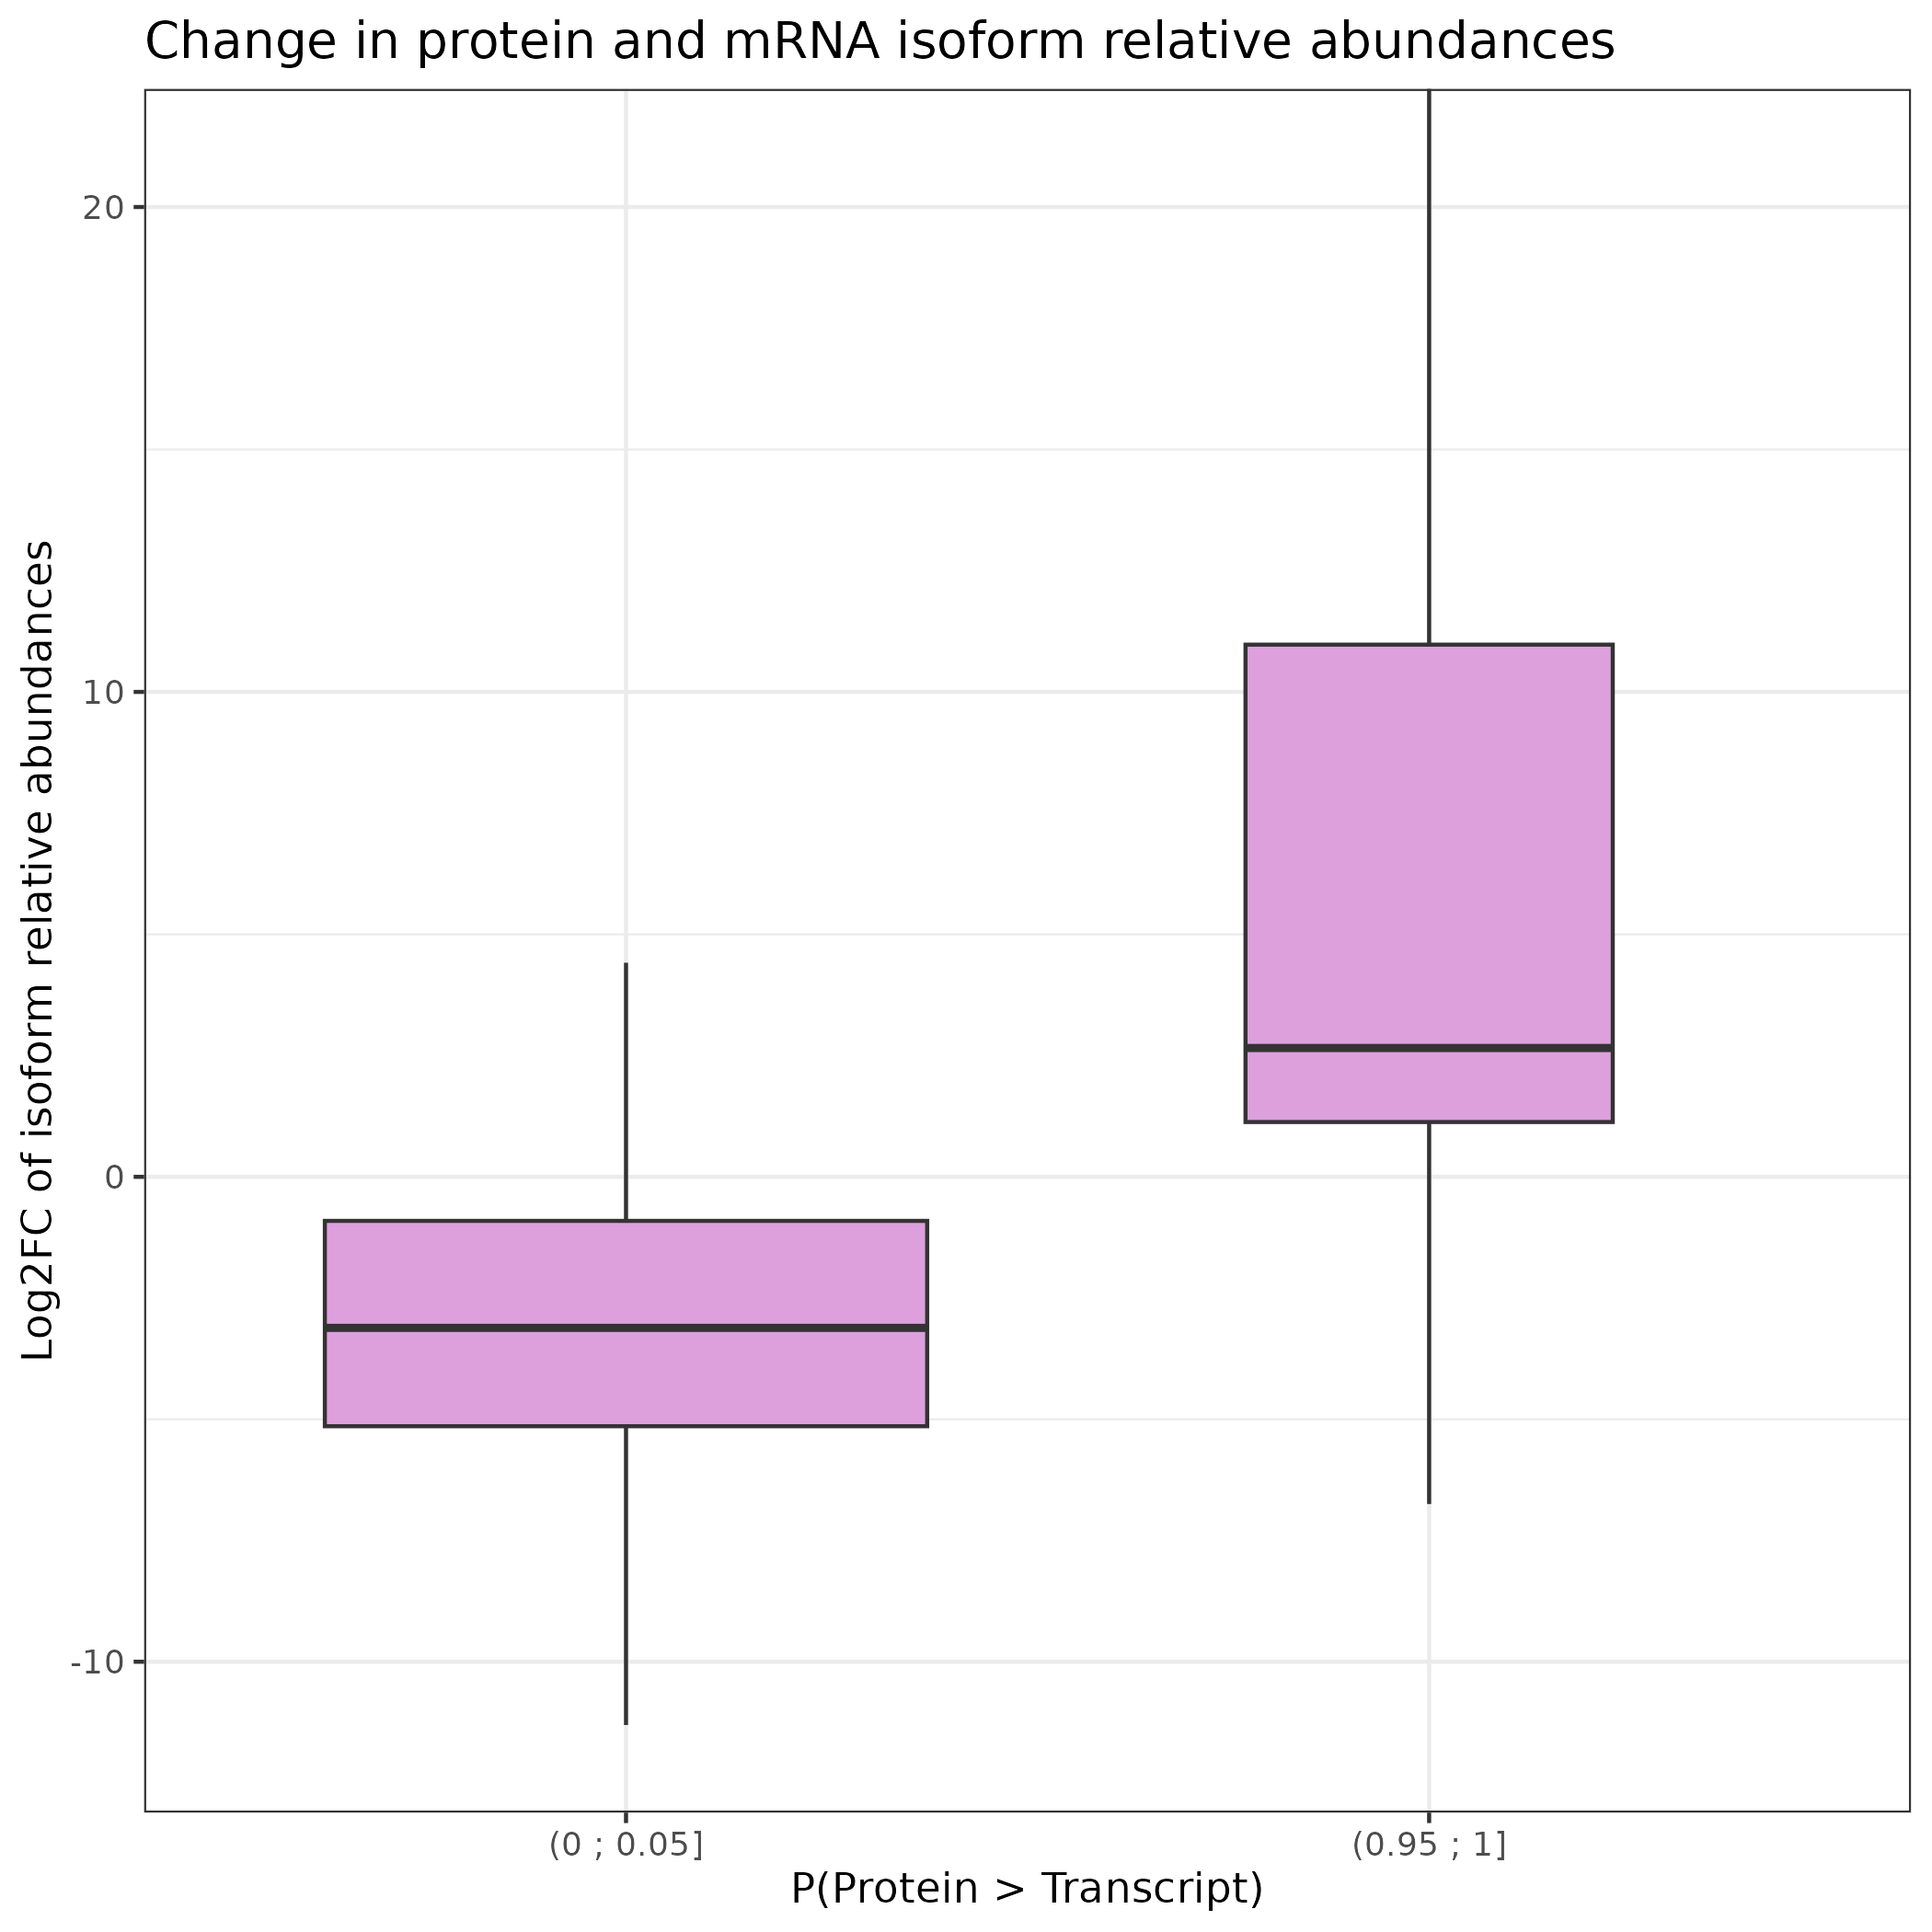 Change in protein and mRNA isoform relative abundances
Log2FC of isoform relative abundances
20
10
0
-10
(0 ; 0.05]
(0.95 ; 1]
P(Protein > Transcript)